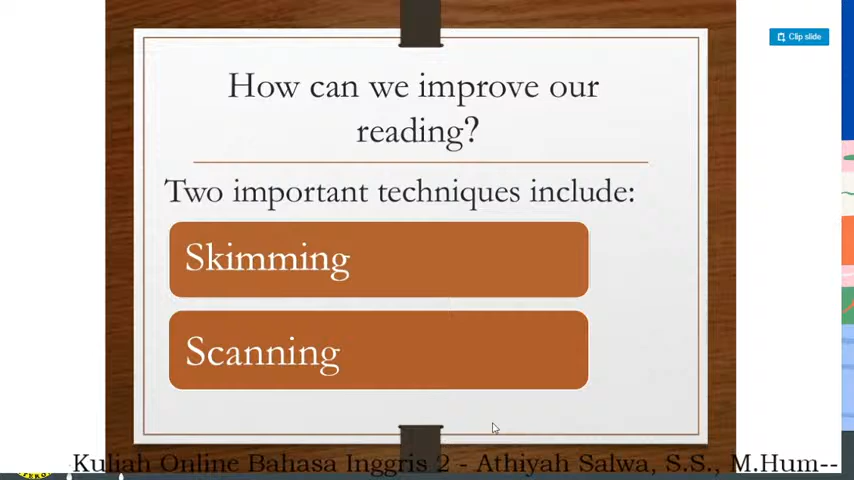 Clip slide
How can we improve our
reading?
Two important techniques include:
Skimming
Scanning
Kuliah Online Bahasa Inggris 2 - Athiyah Salwa, S.S., M.Hum--